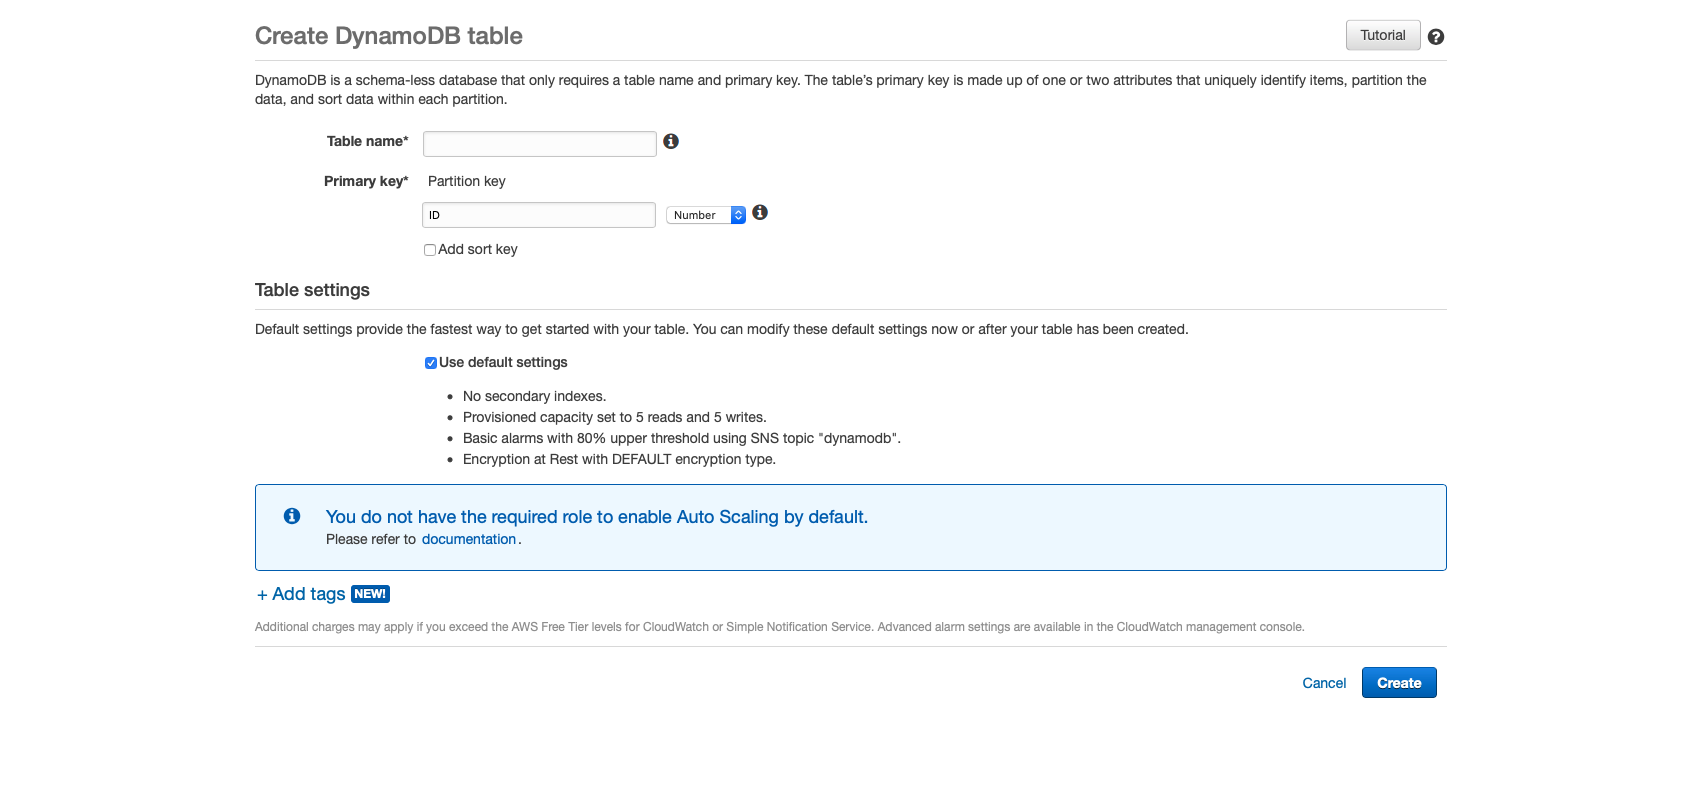 Create DynamoDB table
Tutorial
DynamoDB is a schema-less database that only requires a table name and primary key. The table’s primary key is made up of one or two attributes that uniquely identify items, partition the
data, and sort data within each partition.
Table name*
Primary key* Partition key
ID Number
Add sort key
Table settings
Default settings provide the fastest way to get started with your table. You can modify these default settings now or after your table has been created.
Use default settings
• No secondary indexes.
• Provisioned capacity set to 5 reads and 5 writes.
• Basic alarms with 80% upper threshold using SNS topic "dynamodb".
• Encryption at Rest with DEFAULT encryption type.
You do not have the required role to enable Auto Scaling by default.
Please refer to documentation.
+ Add tags NEW!
Additional charges may apply if you exceed the AWS Free Tier levels for CloudWatch or Simple Notification Service. Advanced alarm settings are available in the CloudWatch management console.
Cancel Create